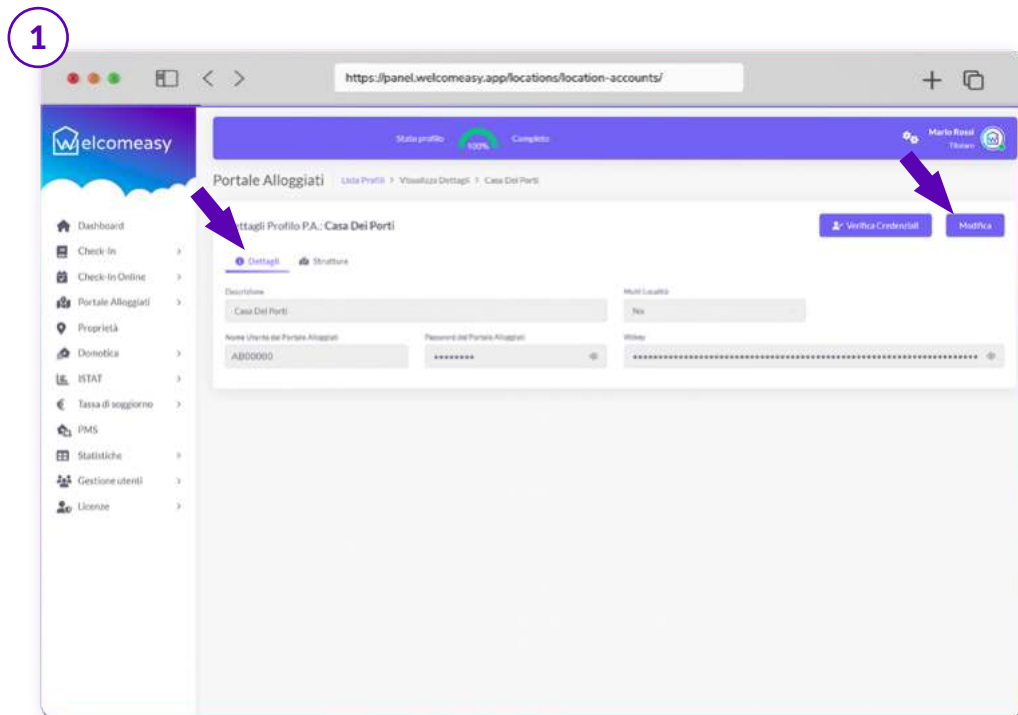 1
https://panel.welcomeasy.app/locations/location-accounts/
Welcomeasy
Stato profilo 100% Completo
Mario Rossi
Titolare
Portale Alloggiati Lista Profili > Visualizza Dettagli > Casa Dei Porti
Dettagli Profilo P.A.: Casa Dei Porti
Verifica Credenziali
Modifica
Dettagli
Strutture
Dashboard
Check-In
Check-In Online
Portale Alloggiati
Proprietà
Domotica
ISTAT
Tassa di soggiorno
PMS
Statistiche
Gestione utenti
Licenze
Descrizione
Multi Località
Casa Dei Porti
No
Nome Utente del Portale Alloggiati
Password del Portale Alloggiati
Wskey
AB00000